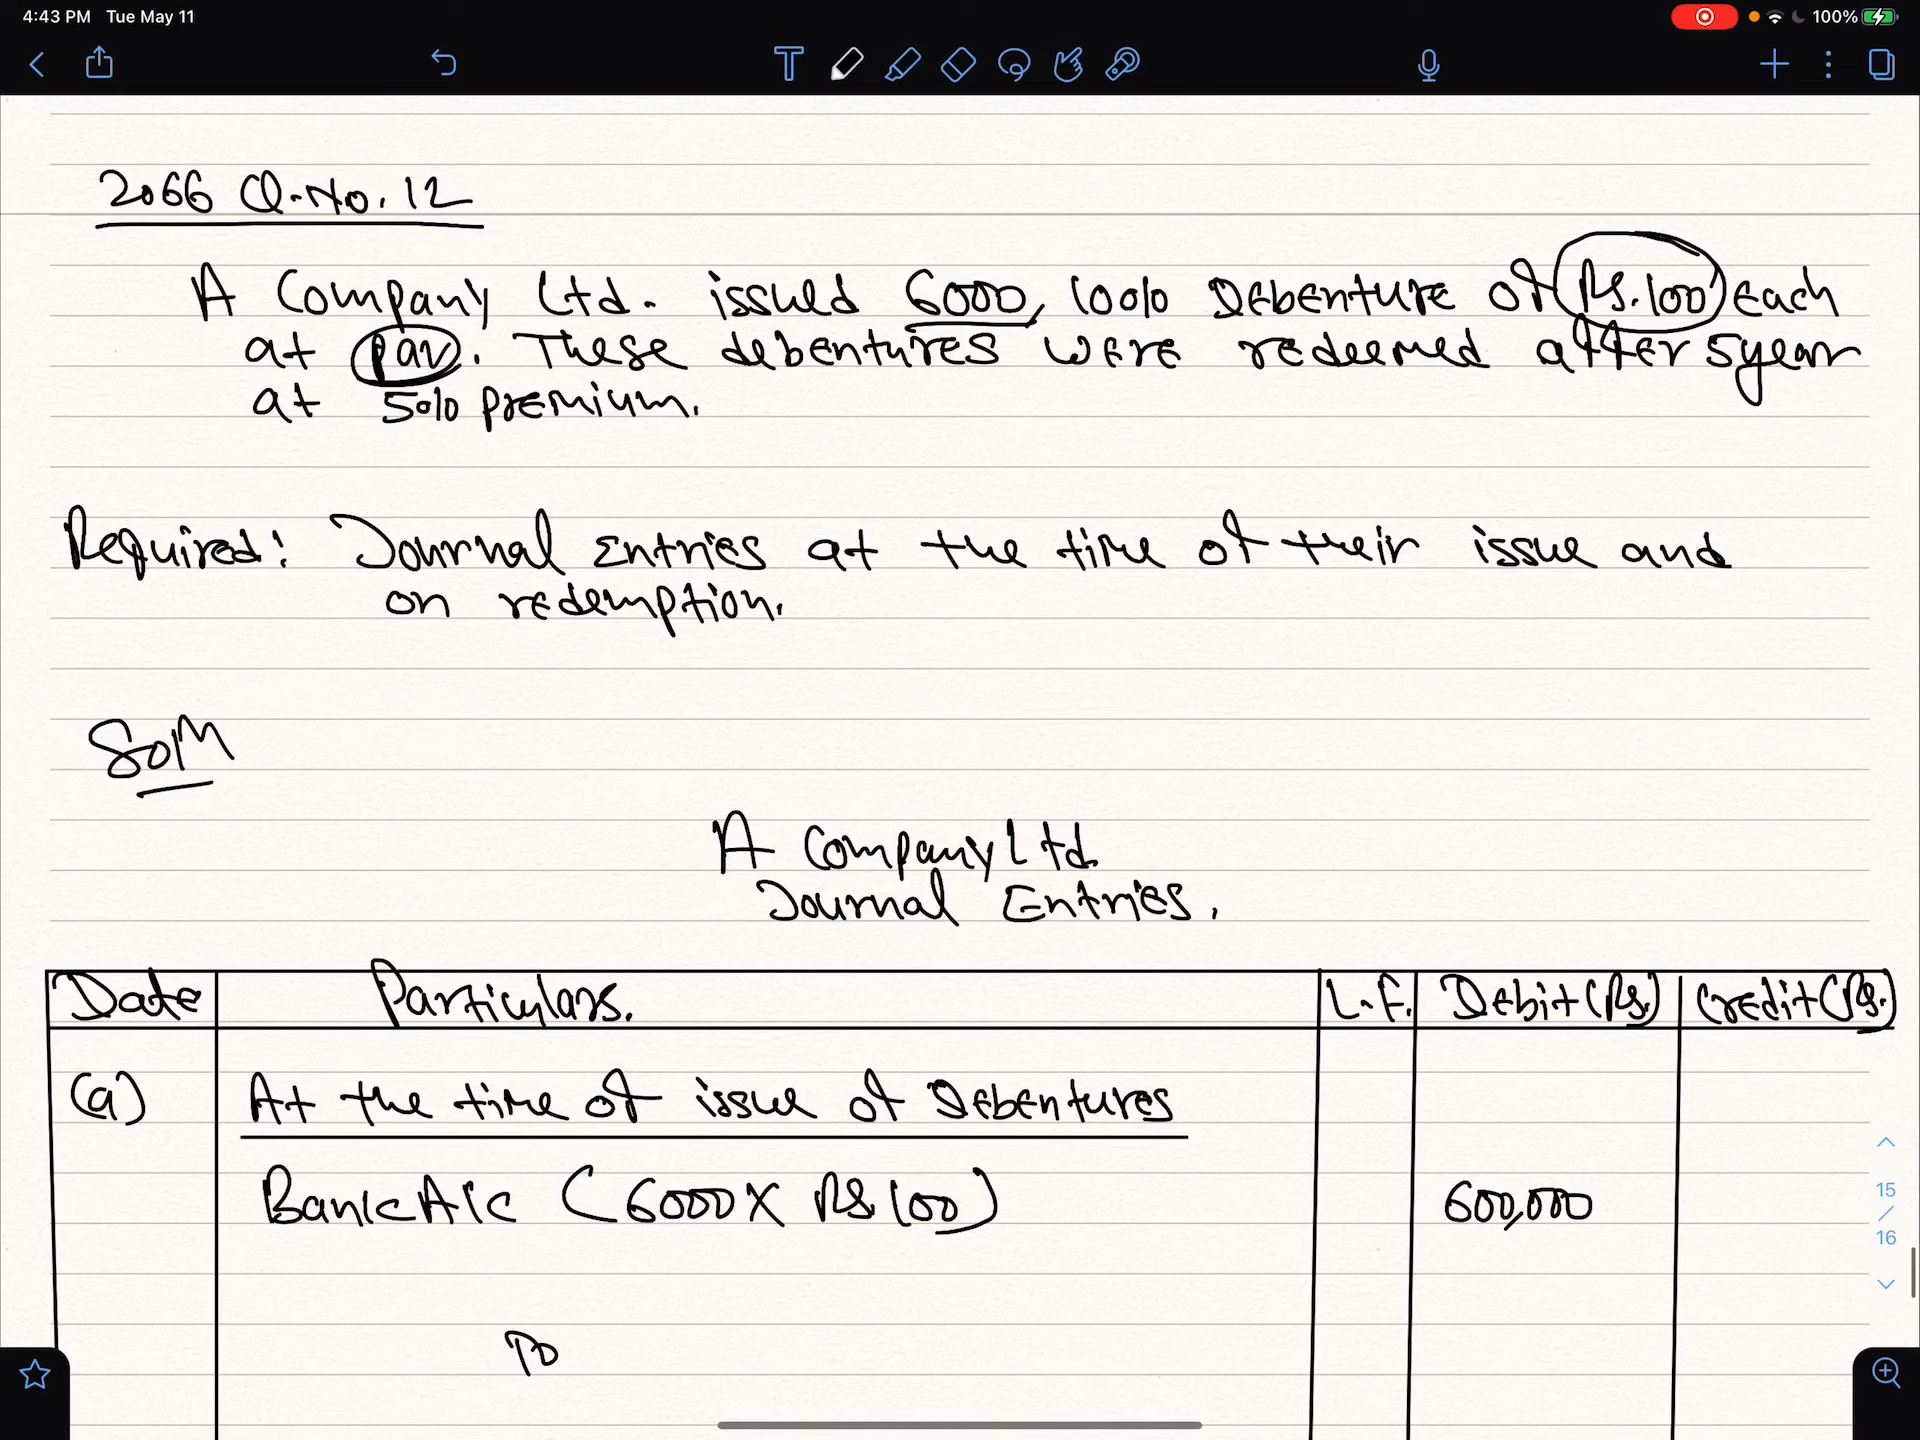 4:43 PM Tue May 11
100%
2066 Q.No.12
A Company Ltd. issued 6000, 10% Debenture of Rs.100 Each
at par. These debentures were redeemed after 5 year
at 5% premium.
Required: Journal Entries at the time of their issue and
on redemption.
Soln
A Company Ltd.
Journal Entries.
Date Particulars. L.F. Debit(Rs.) Credit(Rs.)
(a) At the time of issue of Debentures
Bank A/c (6000 X Rs.100) 600,000
To
15
/
16